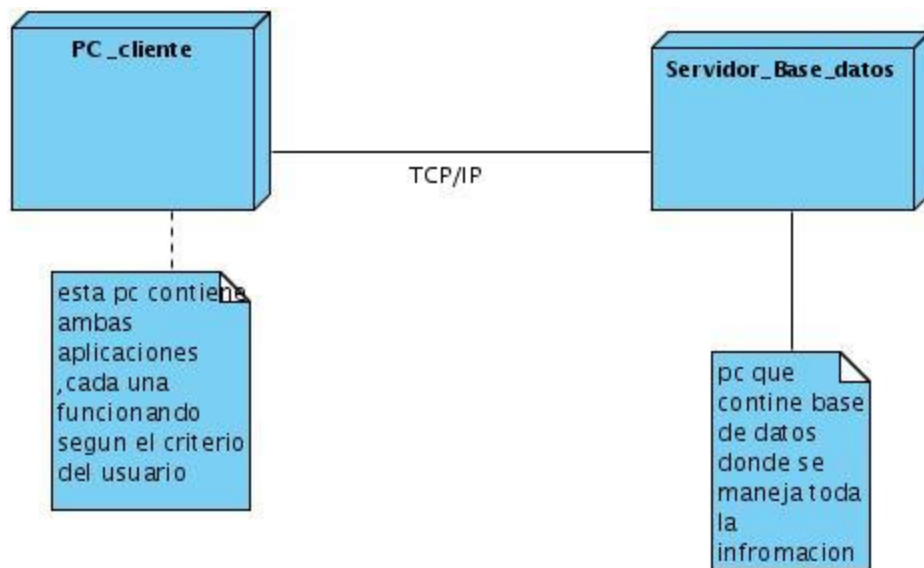 PC_cliente
Servidor_Base_datos
TCP/IP
esta pc contiene
ambas
aplicaciones
,cada una
funcionando
segun el criterio
del usuario
pc que
contine base
de datos
donde se
maneja toda
la
infromacion